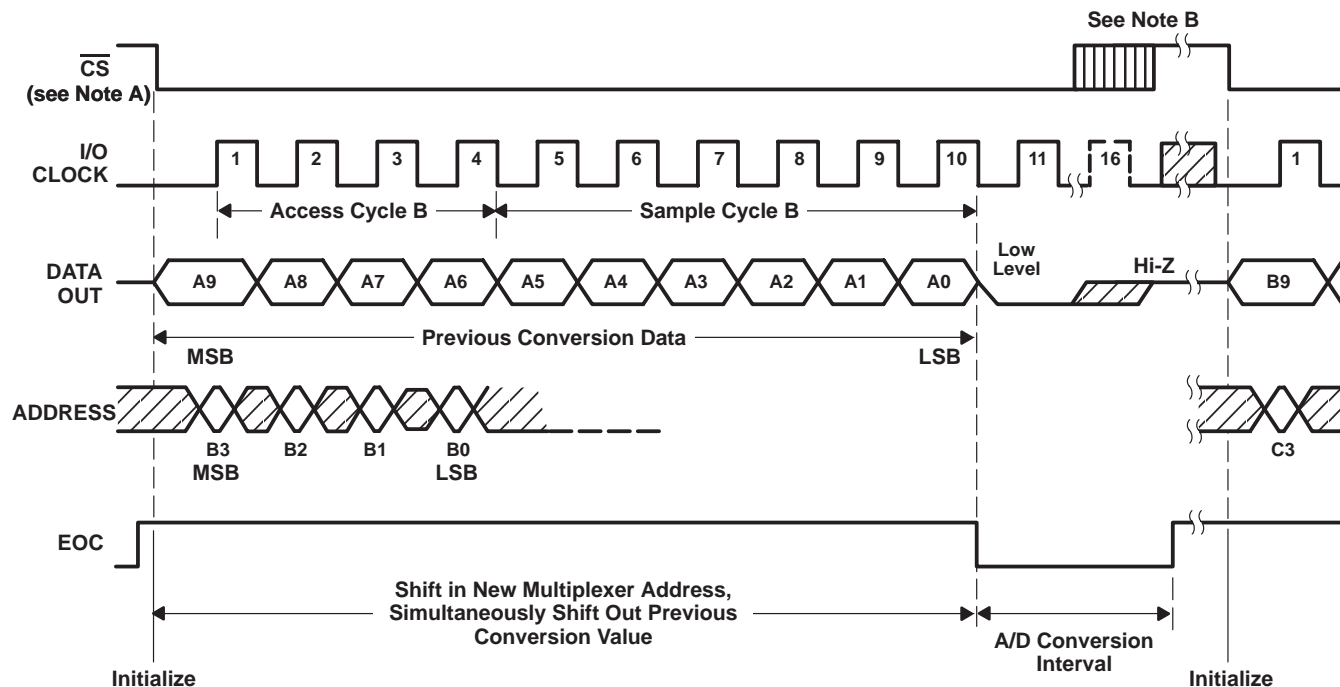 See Note B
CS
(see Note A)
I/O
CLOCK
1 2 3 4 5 6 7 8 9 10 11 16 1
Access Cycle B Sample Cycle B
DATA
OUT
A9 A8 A7 A6 A5 A4 A3 A2 A1 A0 Low
Level Hi-Z B9
Previous Conversion Data
MSB LSB
ADDRESS
B3 B2 B1 B0 C3
MSB LSB
EOC
Shift in New Multiplexer Address,
Simultaneously Shift Out Previous
Conversion Value
A/D Conversion
Interval
Initialize Initialize